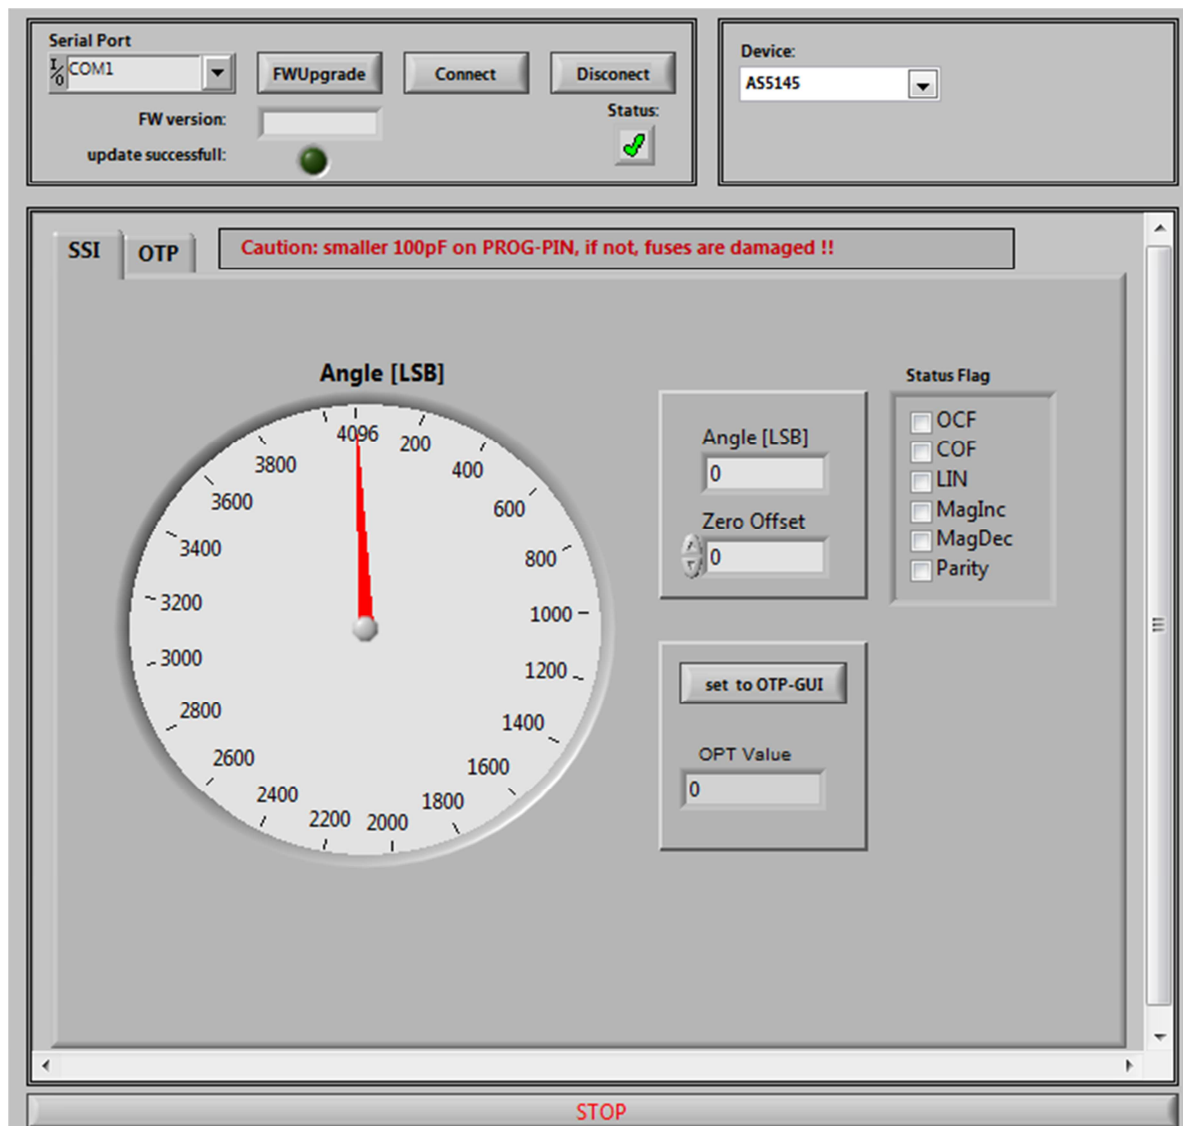 Serial Port
I/O COM1
FWUpgrade
Connect
Disconect
FW version:
Status:
update successfull:
Device:
AS5145
SSI
OTP
Caution: smaller 100pF on PROG-PIN, if not, fuses are damaged !!
Angle [LSB]
4096
200
400
600
800
1000
1200
1400
1600
1800
2000
2200
2400
2600
2800
3000
3200
3400
3600
3800
Angle [LSB]
0
Zero Offset
0
Status Flag
OCF
COF
LIN
MagInc
MagDec
Parity
set to OTP-GUI
OPT Value
0
STOP